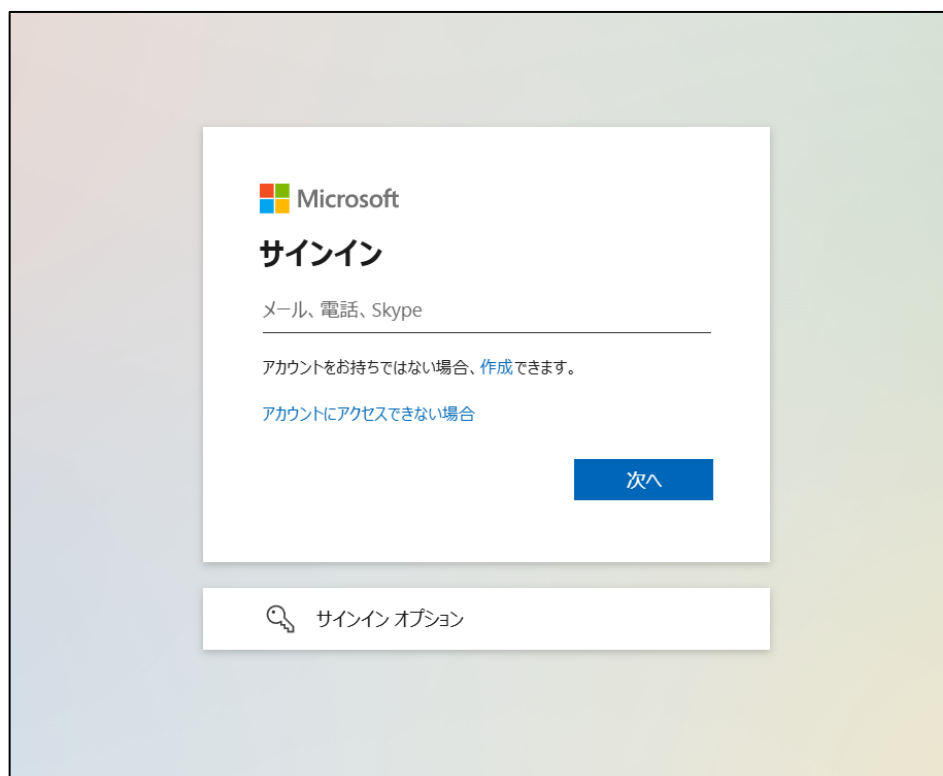 Microsoft
サインイン
メール、電話、Skype
アカウントをお持ちではない場合、作成できます。
アカウントにアクセスできない場合
次へ
サインイン オプション